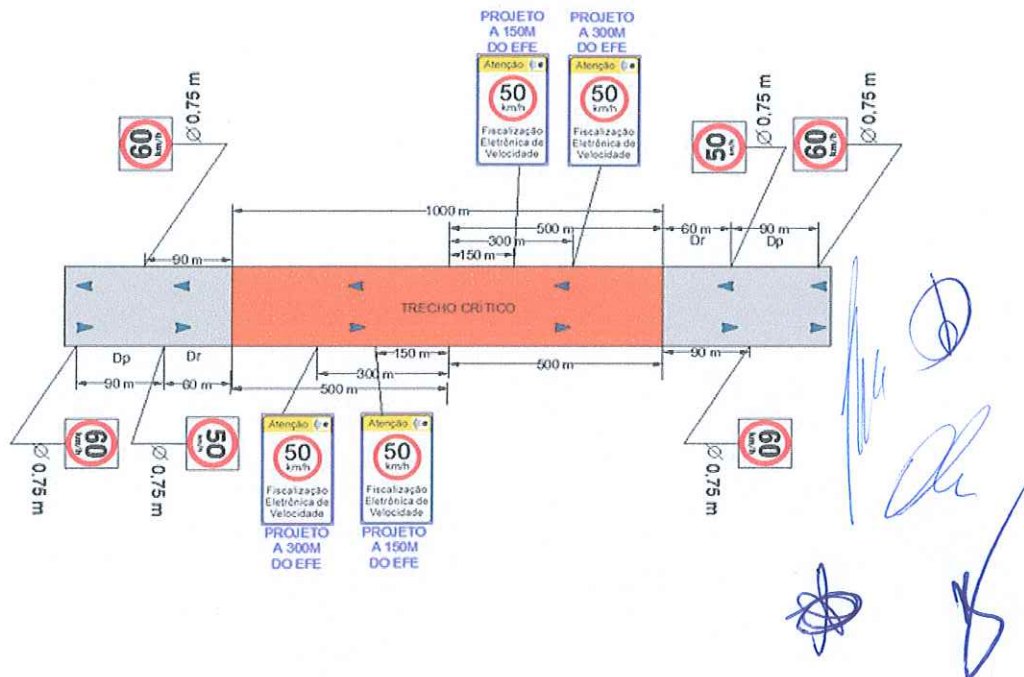 PROJETO
A 150M
DO EFE
PROJETO
A 300M
DO EFE
Atenção
50
km/h
Fiscalização
Eletrônica de
Velocidade
Atenção
50
km/h
Fiscalização
Eletrônica de
Velocidade
60
km/h
Ø 0,75 m
50
km/h
Ø 0,75 m
60
km/h
Ø 0,75 m
1000 m
500 m
300 m
150 m
60 m
Dr
90 m
Dp
90 m
TRECHO CRÍTICO
Dp
Dr
90 m
60 m
150 m
300 m
500 m
500 m
90 m
60
km/h
Ø 0,75 m
50
km/h
Ø 0,75 m
Atenção
50
km/h
Fiscalização
Eletrônica de
Velocidade
PROJETO
A 300M
DO EFE
Atenção
50
km/h
Fiscalização
Eletrônica de
Velocidade
PROJETO
A 150M
DO EFE
60
km/h
Ø 0,75 m